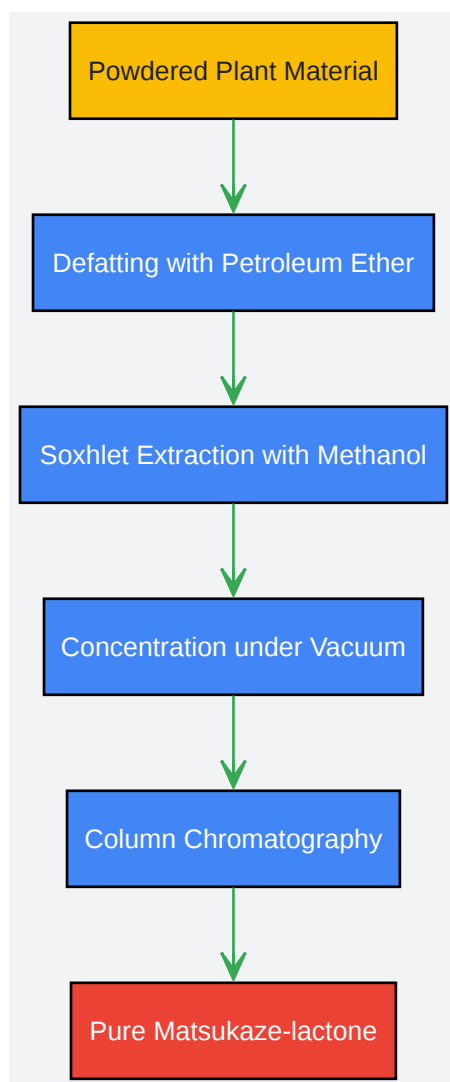 Powdered Plant Material
Defatting with Petroleum Ether
Soxhlet Extraction with Methanol
Concentration under Vacuum
Column Chromatography
Pure Matsukaze-lactone